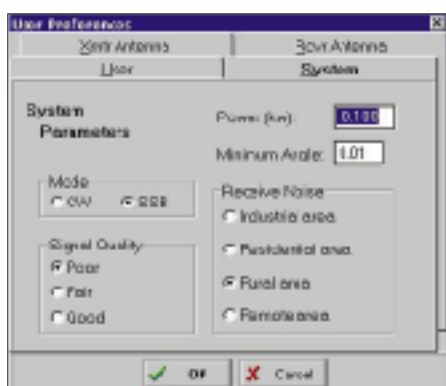 User Preferences
Xmtr Antenna
Rcvr Antenna
User
System
System
Parameters
Power (kw): 0.100
Minimum Angle: 0.01
Mode
CW SSB
Signal Quality
Poor
Fair
Good
Receive Noise
Industrial area
Residential area
Rural area
Remote area
OK
Cancel